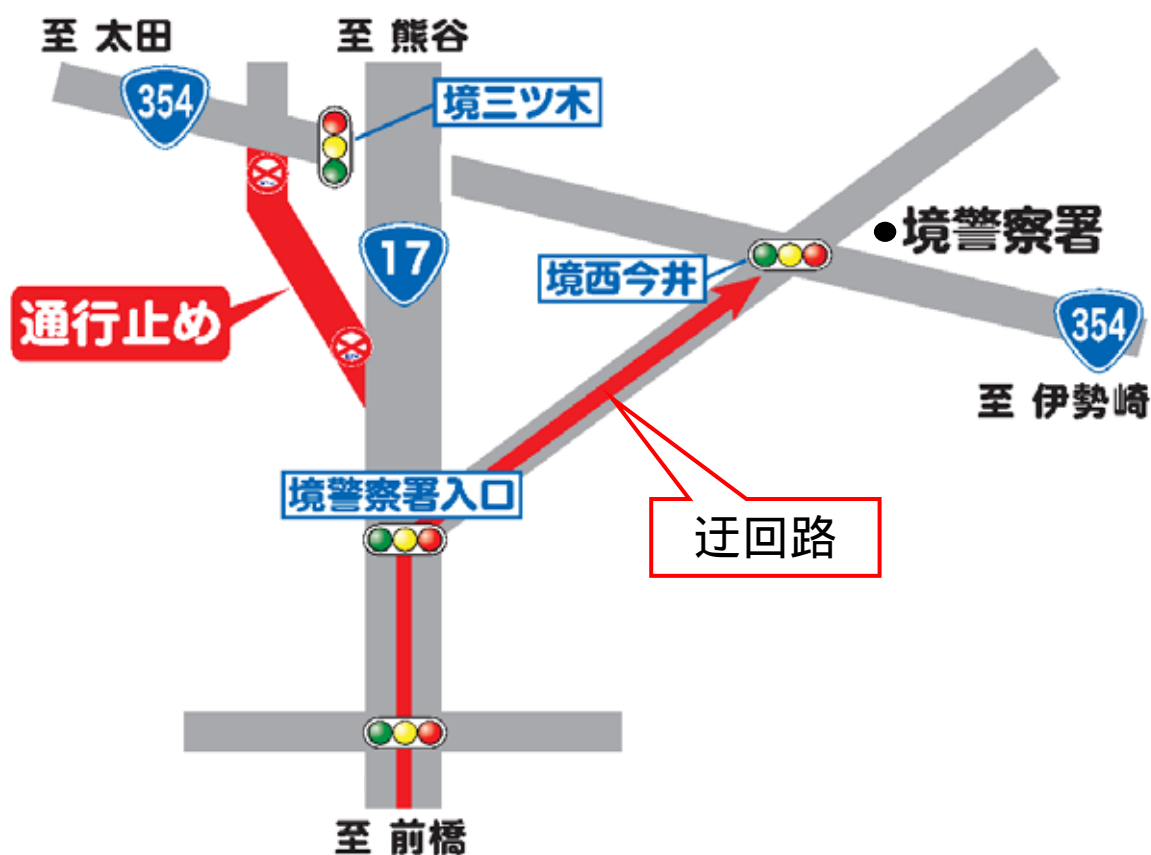 至 太田
至 熊谷
354
境三ツ木
17
境西今井
●境警察署
354
至 伊勢崎
通行止め
境警察署入口
迂回路
至 前橋